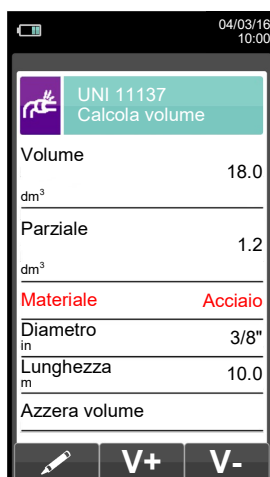 04/03/16
10:00
UNI 11137
Calcola volume
Volume
18.0
dm³
Parziale
1.2
dm³
Materiale Acciaio
Diametro
in
3/8"
Lunghezza
m
10.0
Azzera volume
V+ V-